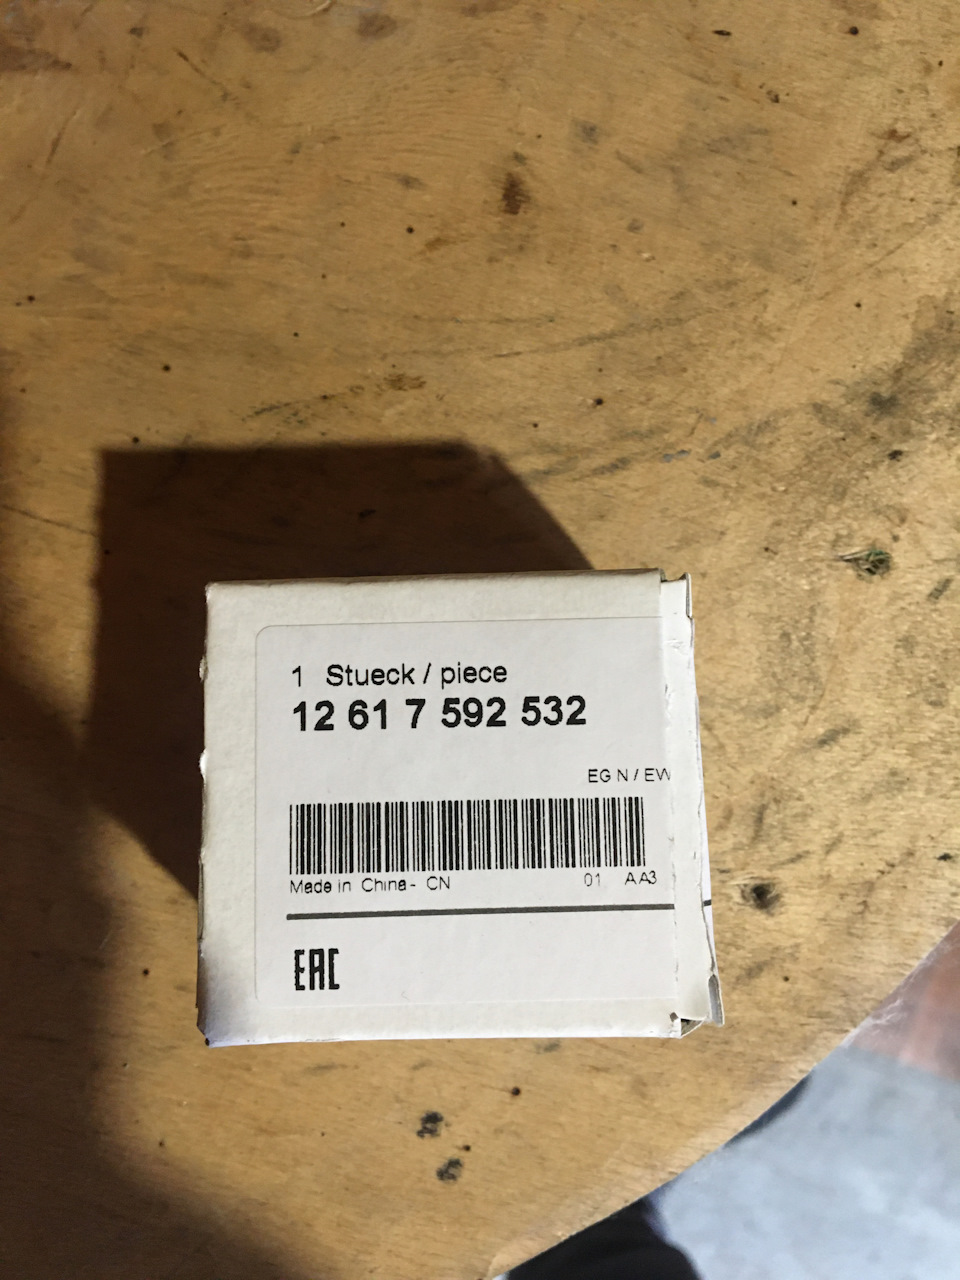 1 Stueck / piece
12 61 7 592 532
EG N / EW
Made in China - CN 01 AA3
EAC